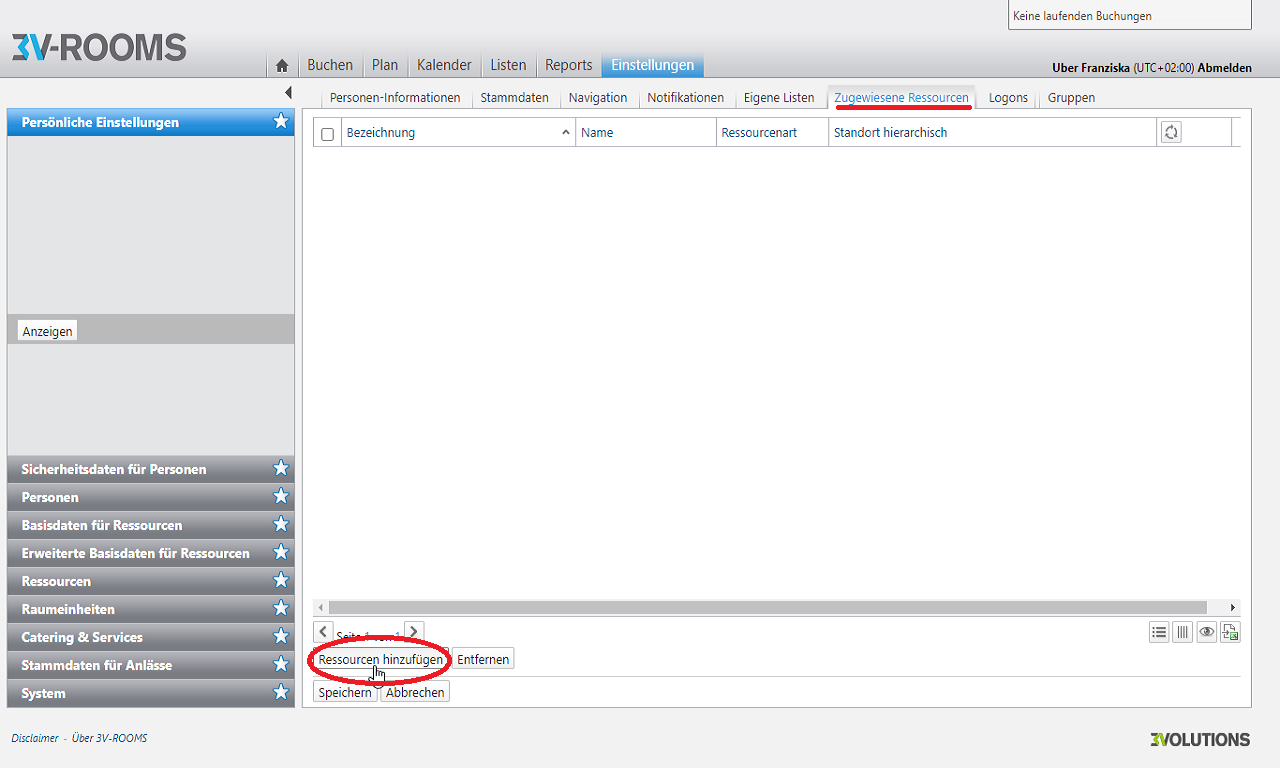 Keine laufenden Buchungen
3V-ROOMS
Buchen Plan Kalender Listen Reports Einstellungen
Uber Franziska (UTC+02:00) Abmelden
Personen-Informationen Stammdaten Navigation Notifikationen Eigene Listen Zugewiesene Ressourcen Logons Gruppen
Persönliche Einstellungen
Bezeichnung Name Ressourcenart Standort hierarchisch
Anzeigen
Sicherheitsdaten für Personen
Personen
Basisdaten für Ressourcen
Erweiterte Basisdaten für Ressourcen
Ressourcen
Raumeinheiten
Catering & Services
Stammdaten für Anlässe
System
Seite 1 von 1
Ressourcen hinzufügen Entfernen
Speichern Abbrechen
Disclaimer - Über 3V-ROOMS
3VOLUTIONS